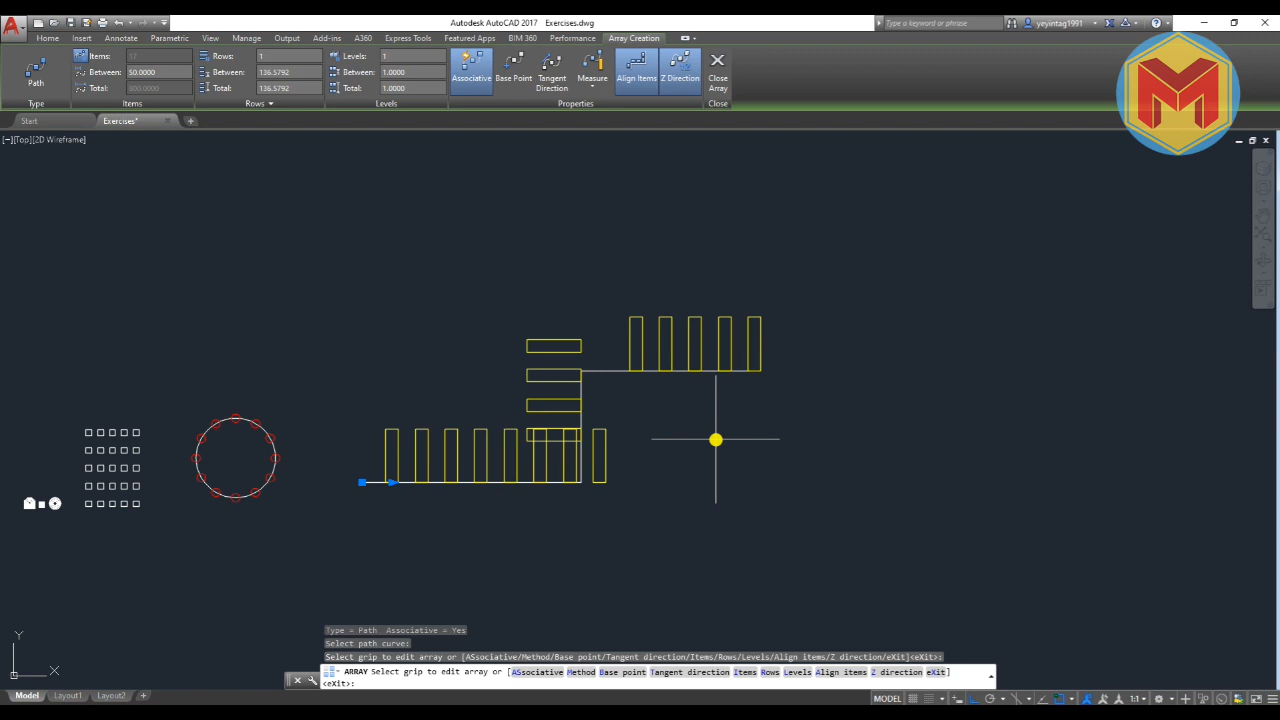 Autodesk AutoCAD 2017 Exercises.dwg
Type a keyword or phrase
yeyintag1991
Home Insert Annotate Parametric View Manage Output Add-ins A360 Express Tools Featured Apps BIM 360 Performance Array Creation
Path
Items: 17
Between: 50.0000
Total: 800.0000
Rows: 1
Between: 136.5792
Total: 136.5792
Levels: 1
Between: 1.0000
Total: 1.0000
Associative
Base Point
Tangent
Direction
Measure
Align Items
Z Direction
Close
Array
Type Items Rows Levels Properties Close
Start Exercises*
[−][Top][2D Wireframe]
M
Y
X
Type = Path Associative = Yes
Select path curve:
Select grip to edit array or [ASsociative/Method/Base point/Tangent direction/Items/Rows/Levels/Align items/Z direction/eXit]<eXit>:
ARRAY Select grip to edit array or [ASsociative Method Base point Tangent direction Items Rows Levels Align items Z direction eXit]
<eXit>:
Model Layout1 Layout2
MODEL
1:1